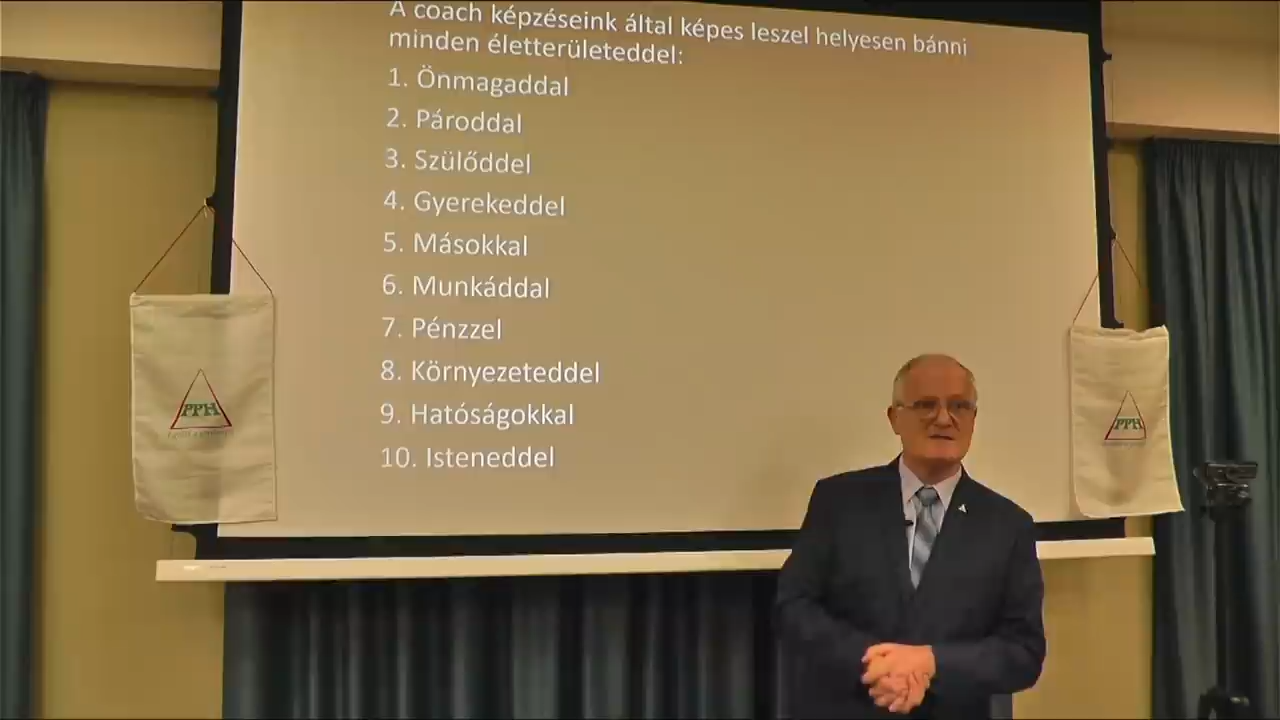 A coach képzéseink által képes leszel helyesen bánni
minden életterületeddel:
1. Önmagaddal
2. Pároddal
3. Szülőddel
4. Gyerekeddel
5. Másokkal
6. Munkáddal
7. Pénzzel
8. Környezeteddel
9. Hatóságokkal
10. Isteneddel
PPH
PPH